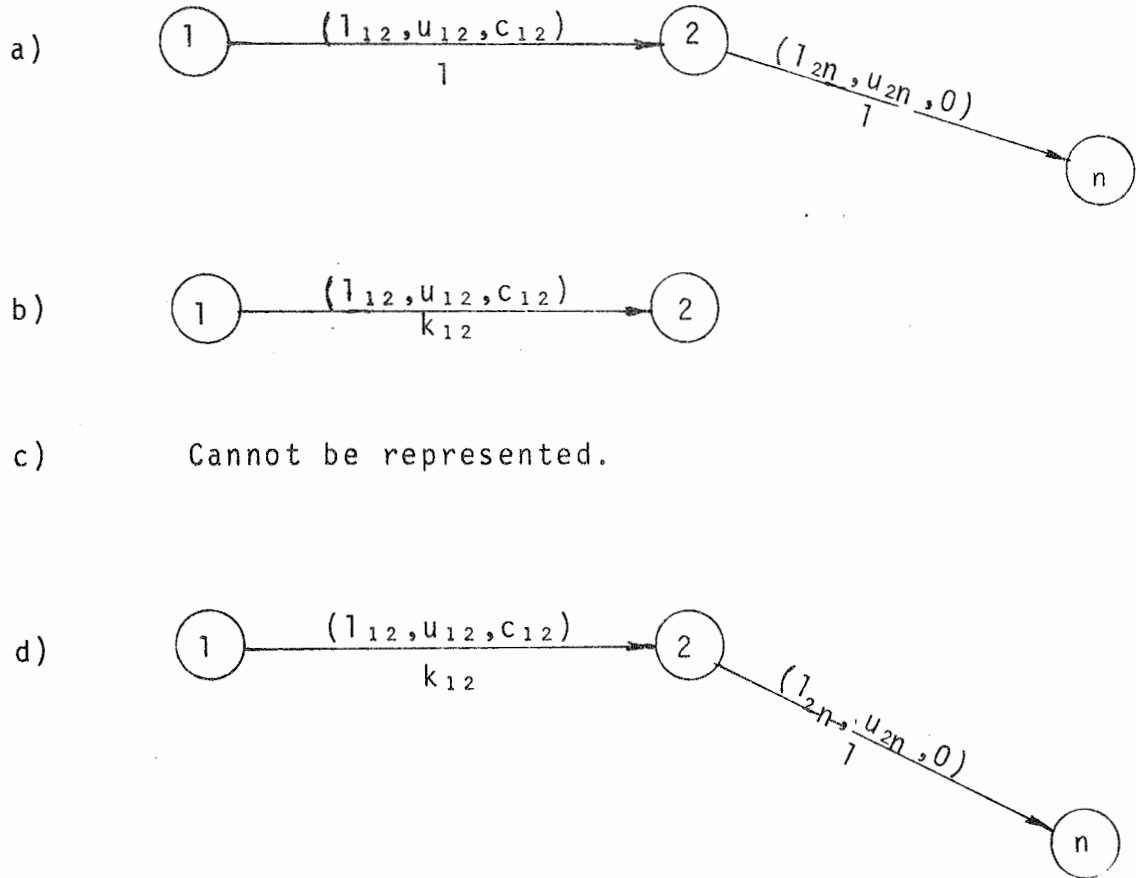 a)
1
(l₁₂,u₁₂,c₁₂)
1
2
(l₂ₙ,u₂ₙ,0)
1
n
b)
1
(l₁₂,u₁₂,c₁₂)
k₁₂
2
c) Cannot be represented.
d)
1
(l₁₂,u₁₂,c₁₂)
k₁₂
2
(l₂ₙ,u₂ₙ,0)
1
n